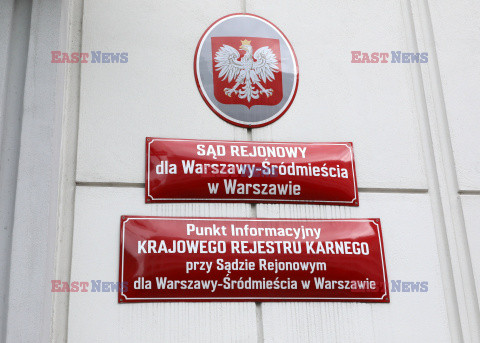 EAST NEWS
EAST NEWS
SĄD REJONOWY
dla Warszawy-Śródmieścia
w Warszawie
Punkt Informacyjny
KRAJOWEGO REJESTRU KARNEGO
przy Sądzie Rejonowym
dla Warszawy-Śródmieścia w Warszawie
EAST NEWS
EAST NEWS